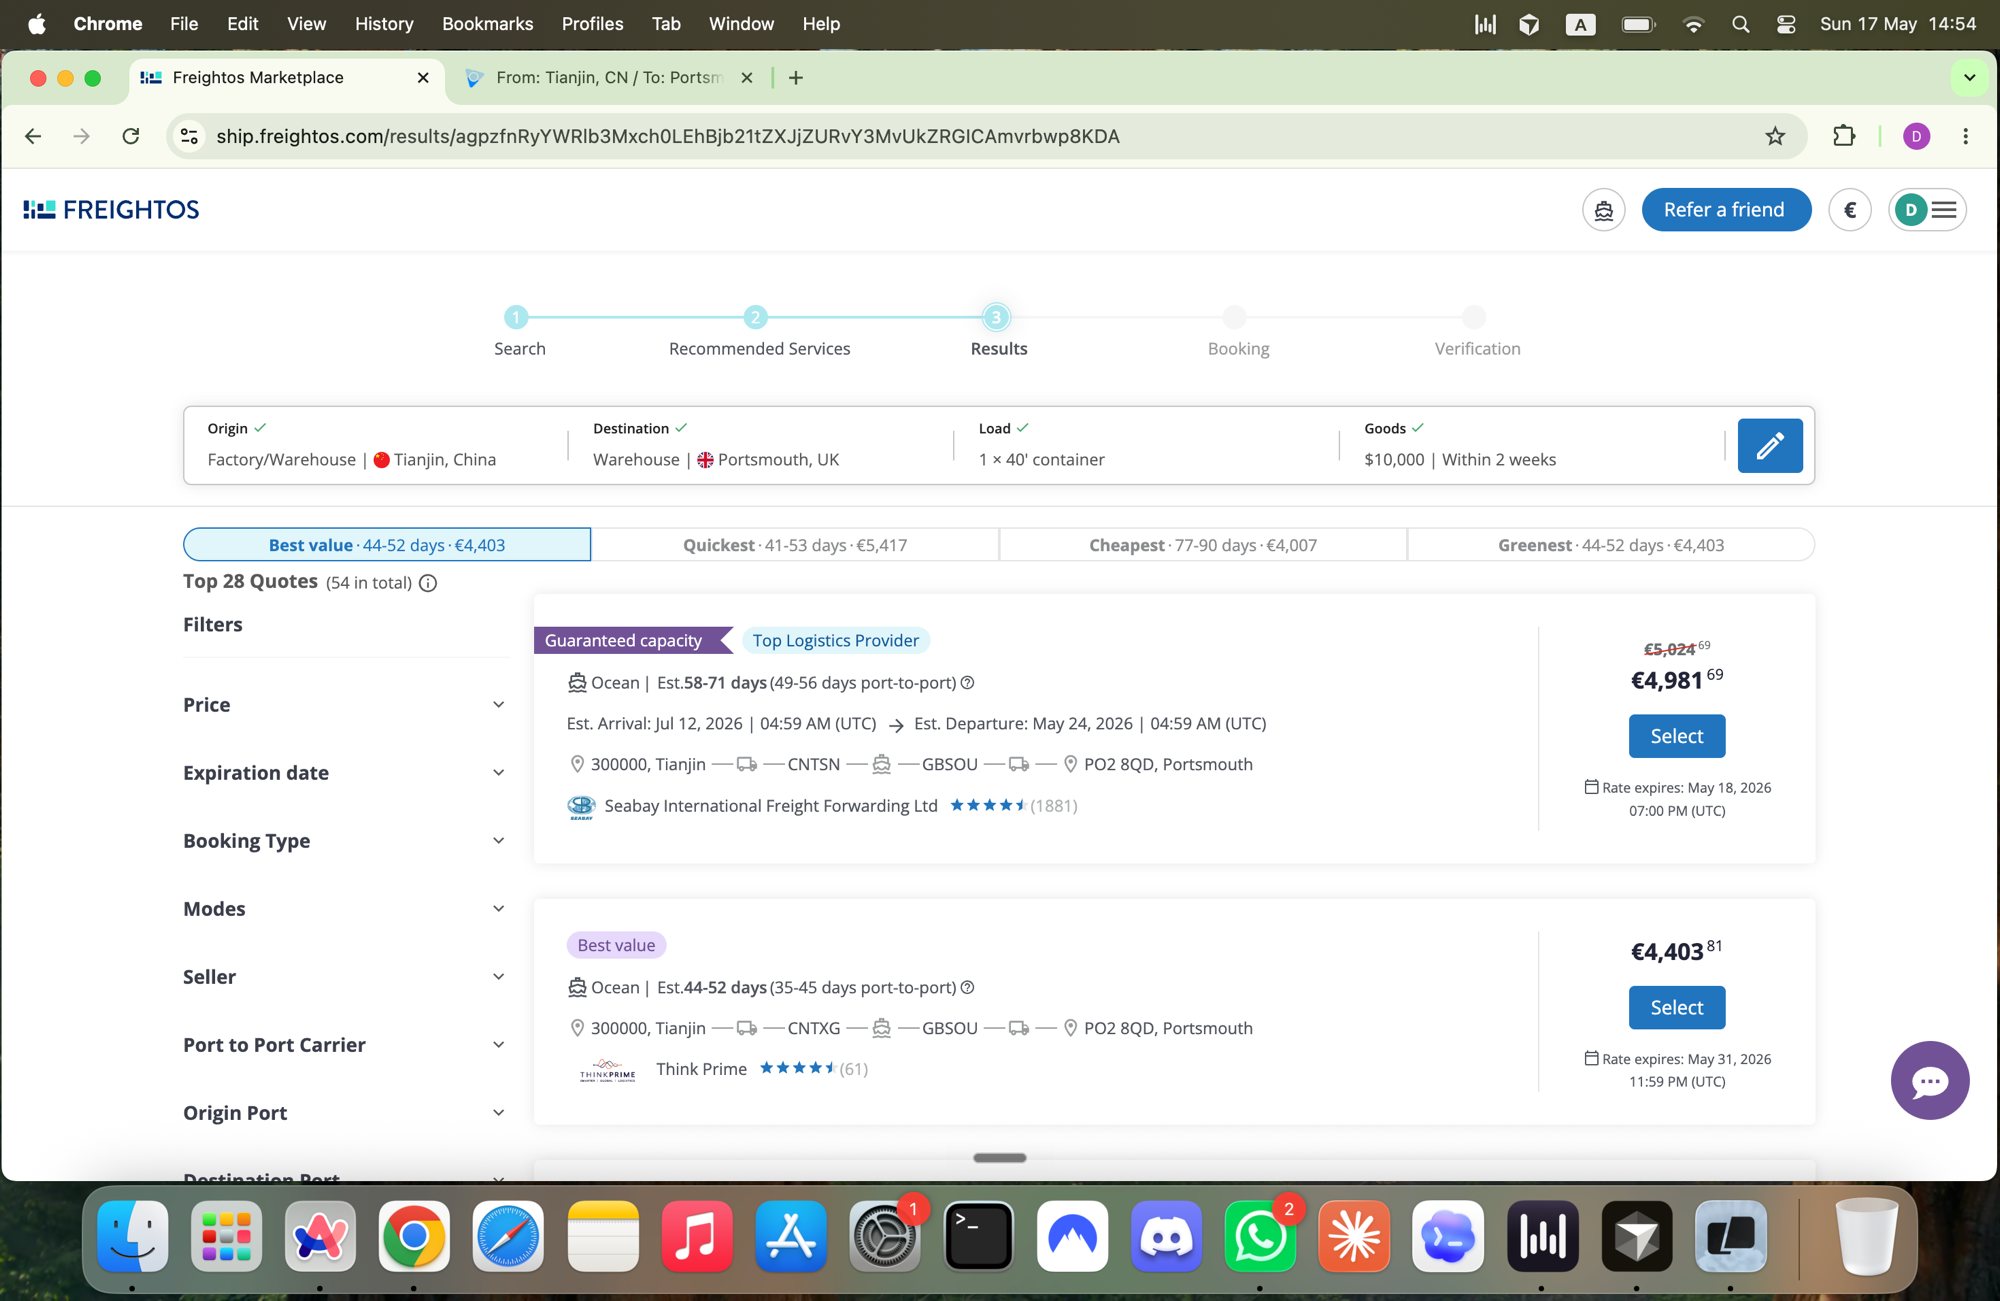 Chrome File Edit View History Bookmarks Profiles Tab Window Help
A
Sun 17 May 14:54
Freightos Marketplace
From: Tianjin, CN / To: Portsm
ship.freightos.com/results/agpzfnRyYWRlb3Mxch0LEhBjb21tZXJjZURvY3MvUkZRGICAmvrbwp8KDA
D
FREIGHTOS
Refer a friend
€
D
1
2
3
Search
Recommended Services
Results
Booking
Verification
Origin
Factory/Warehouse | Tianjin, China
Destination
Warehouse | Portsmouth, UK
Load
1 × 40' container
Goods
$10,000 | Within 2 weeks
Best value · 44-52 days · €4,403
Quickest · 41-53 days · €5,417
Cheapest · 77-90 days · €4,007
Greenest · 44-52 days · €4,403
Top 28 Quotes (54 in total)
Filters
Price
Expiration date
Booking Type
Modes
Seller
Port to Port Carrier
Origin Port
Destination Port
Guaranteed capacity
Top Logistics Provider
Ocean | Est.58-71 days (49-56 days port-to-port)
Est. Arrival: Jul 12, 2026 | 04:59 AM (UTC) → Est. Departure: May 24, 2026 | 04:59 AM (UTC)
300000, Tianjin — CNTSN — GBSOU — PO2 8QD, Portsmouth
SEABAY
Seabay International Freight Forwarding Ltd (1881)
€5,024 69
€4,981 69
Select
Rate expires: May 18, 2026
07:00 PM (UTC)
Best value
Ocean | Est.44-52 days (35-45 days port-to-port)
300000, Tianjin — CNTXG — GBSOU — PO2 8QD, Portsmouth
THINKPRIME
Think Prime (61)
€4,403 81
Select
Rate expires: May 31, 2026
11:59 PM (UTC)
1
2